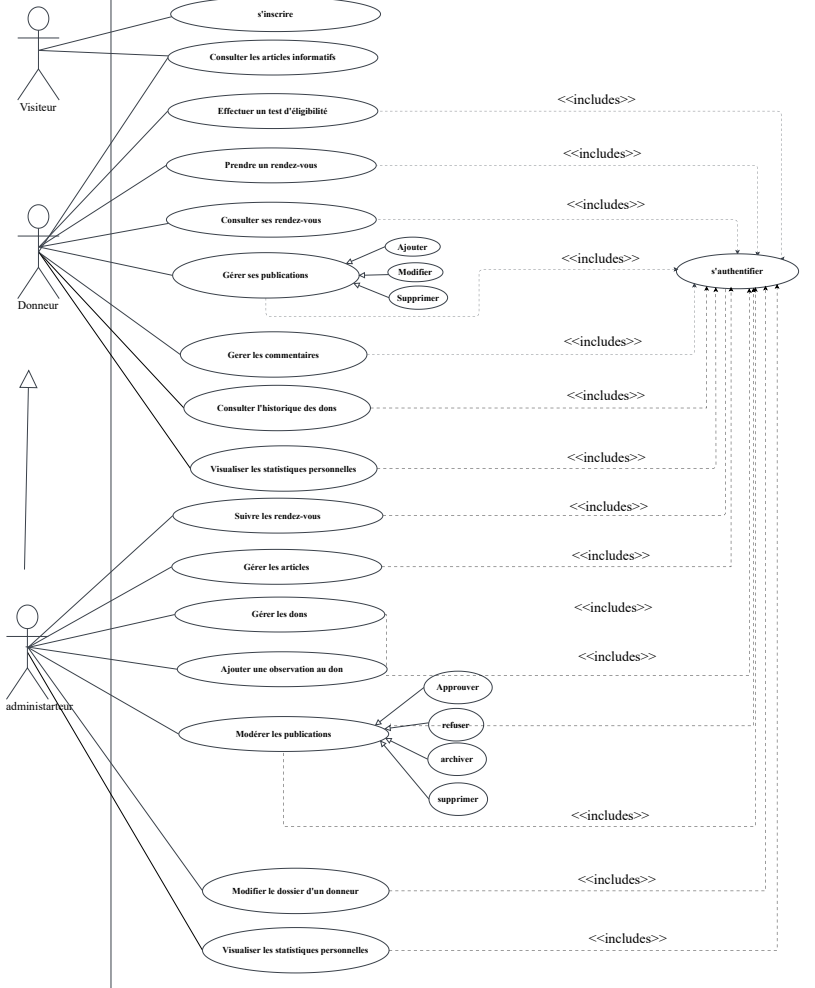 s'inscrire
Consulter les articles informatifs
Visiteur
<<includes>>
Effectuer un test d'éligibilité
<<includes>>
Prendre un rendez-vous
<<includes>>
Consulter ses rendez-vous
Ajouter
<<includes>>
Gérer ses publications
Modifier
s'authentifier
Supprimer
Donneur
<<includes>>
Gerer les commentaires
<<includes>>
Consulter l'historique des dons
<<includes>>
Visualiser les statistiques personnelles
<<includes>>
Suivre les rendez-vous
<<includes>>
Gérer les articles
<<includes>>
Gérer les dons
<<includes>>
Ajouter une observation au don
Approuver
administarteur
refuser
Modérer les publications
archiver
supprimer
<<includes>>
<<includes>>
Modifier le dossier d'un donneur
<<includes>>
Visualiser les statistiques personnelles